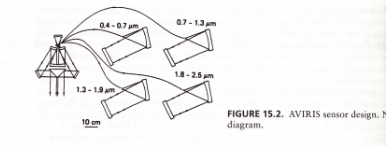 0.4 - 0.7 μm
0.7 - 1.3 μm
1.3 - 1.9 μm
1.8 - 2.5 μm
10 cm
FIGURE 15.2. AVIRIS sensor design. N
diagram.